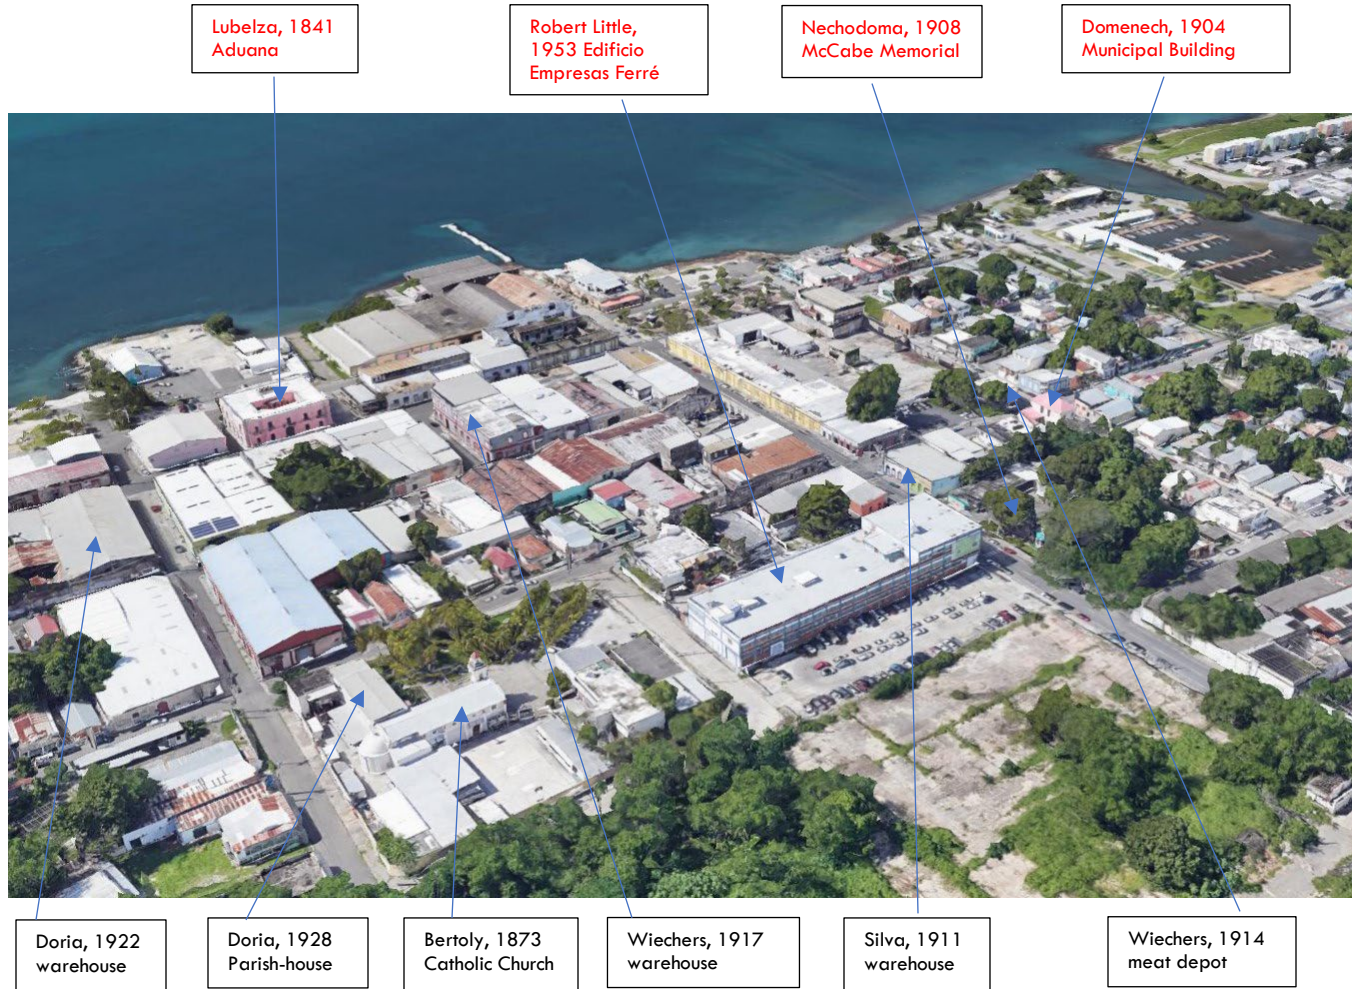 Lubelza, 1841
Aduana
Robert Little,
1953 Edificio
Empresas Ferré
Nechodoma, 1908
McCabe Memorial
Domenech, 1904
Municipal Building
Doria, 1922
warehouse
Doria, 1928
Parish-house
Bertoly, 1873
Catholic Church
Wiechers, 1917
warehouse
Silva, 1911
warehouse
Wiechers, 1914
meat depot